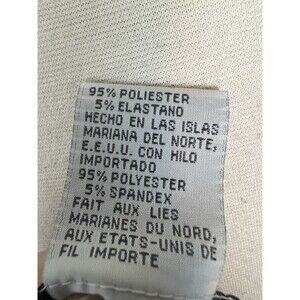 95% POLIESTER
5% ELASTANO
HECHO EN LAS ISLAS
MARIANA DEL NORTE,
E.E.U.U. CON HILO
IMPORTADO
95% POLYESTER
5% SPANDEX
FAIT AUX LIES
MARIANES DU NORD,
AUX ETATS-UNIS DE
FIL IMPORTE